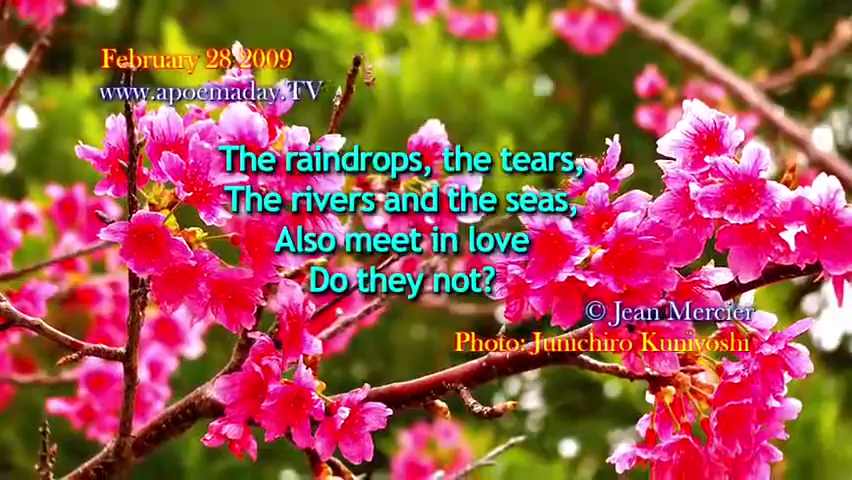 February 28 2009
www.apoemaday.TV
The raindrops, the tears,
The rivers and the seas,
Also meet in love
Do they not?
© Jean Mercier
Photo: Junichiro Kuniyoshi